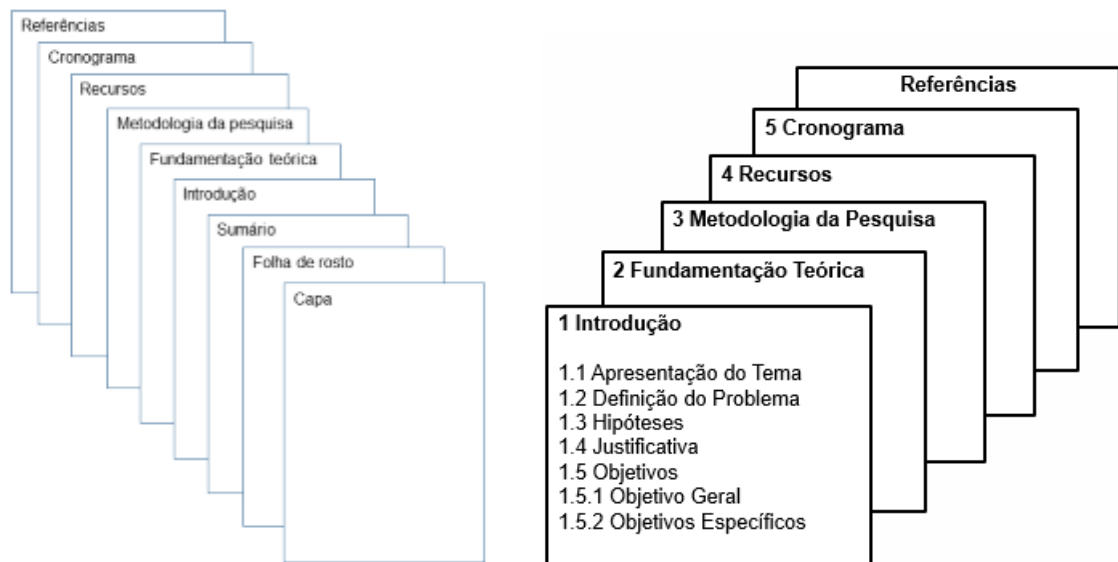 Referências
Cronograma
Recursos
Metodologia da pesquisa
Fundamentação teórica
Introdução
Sumário
Folha de rosto
Capa
Referências
5 Cronograma
4 Recursos
3 Metodologia da Pesquisa
2 Fundamentação Teórica
1 Introdução
1.1 Apresentação do Tema
1.2 Definição do Problema
1.3 Hipóteses
1.4 Justificativa
1.5 Objetivos
1.5.1 Objetivo Geral
1.5.2 Objetivos Específicos